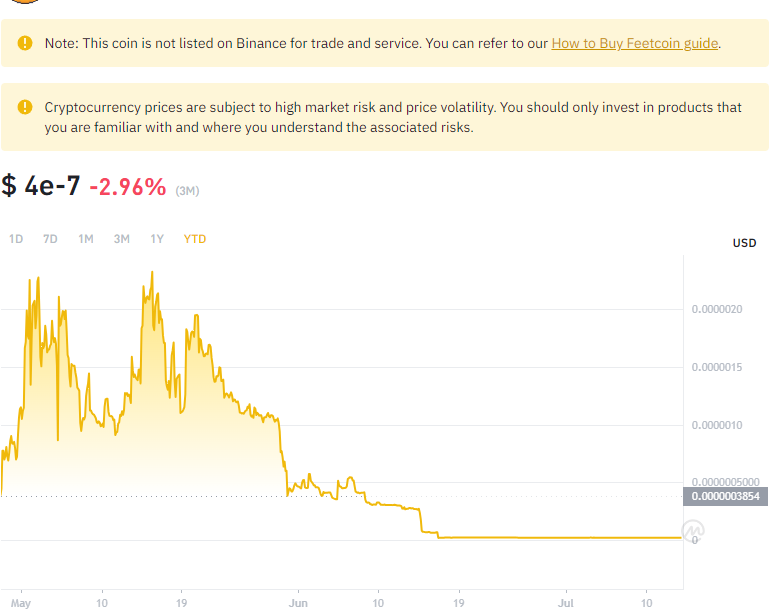 Note: This coin is not listed on Binance for trade and service. You can refer to our How to Buy Feetcoin guide.
Cryptocurrency prices are subject to high market risk and price volatility. You should only invest in products that
you are familiar with and where you understand the associated risks.
$ 4e-7 -2.96% (3M)
1D 7D 1M 3M 1Y YTD
USD
0.0000020
0.0000015
0.0000010
0.0000005000
0.0000003854
0
May 10 19 Jun 10 19 Jul 10